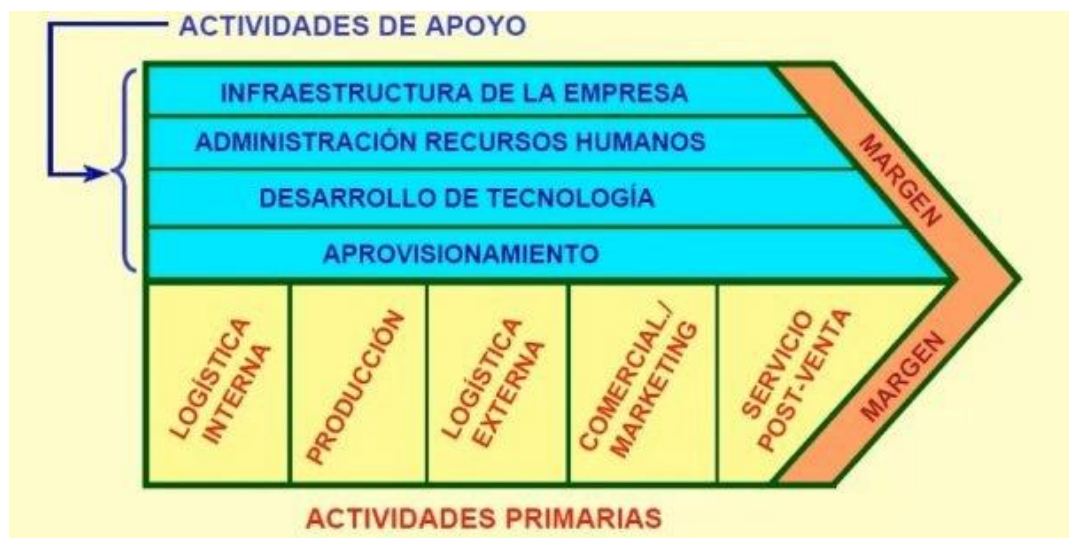 ACTIVIDADES DE APOYO
INFRAESTRUCTURA DE LA EMPRESA
ADMINISTRACIÓN RECURSOS HUMANOS
DESARROLLO DE TECNOLOGÍA
APROVISIONAMIENTO
MARGEN
LOGÍSTICA
INTERNA
PRODUCCIÓN
LOGÍSTICA
EXTERNA
COMERCIAL./
MARKETING
SERVICIO
POST-VENTA
MARGEN
ACTIVIDADES PRIMARIAS